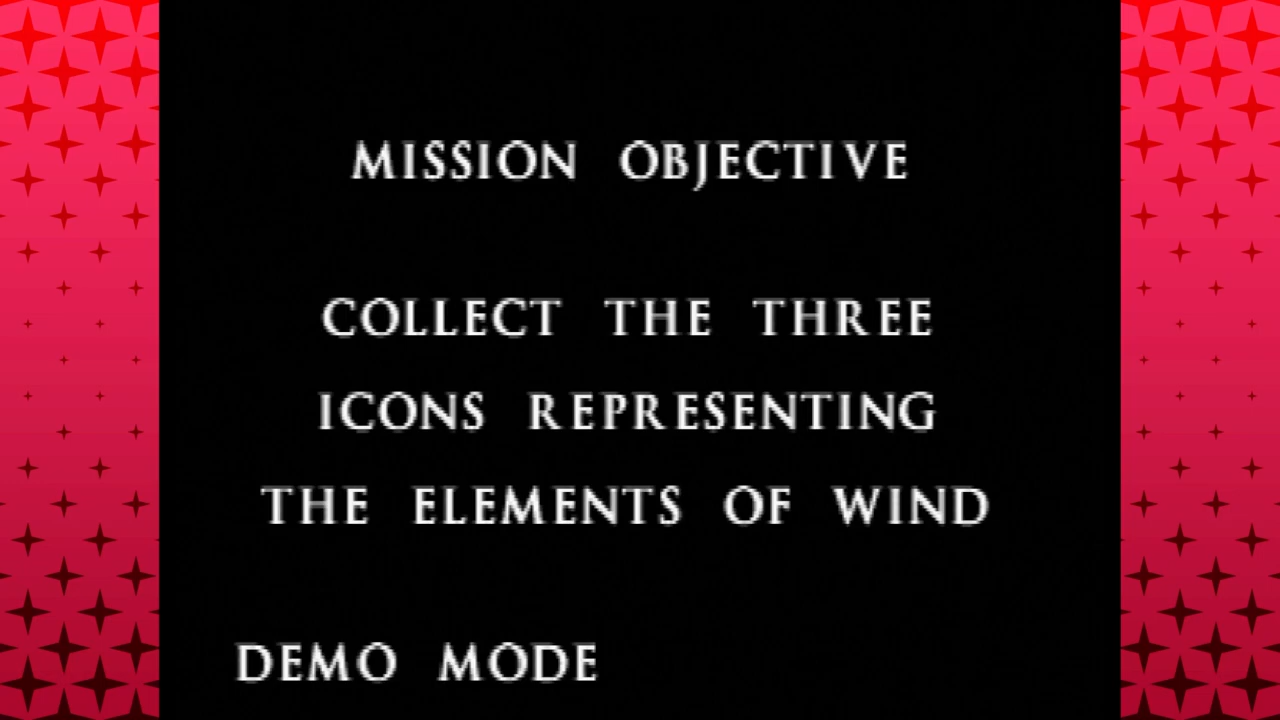 MISSION OBJECTIVE
COLLECT THE THREE
ICONS REPRESENTING
THE ELEMENTS OF WIND
DEMO MODE